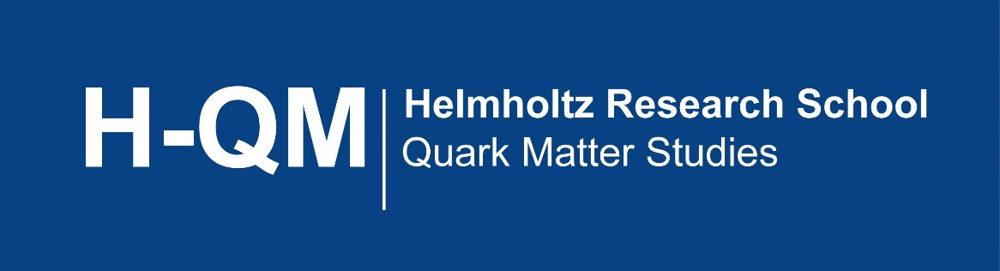 H-QM
Helmholtz Research School
Quark Matter Studies